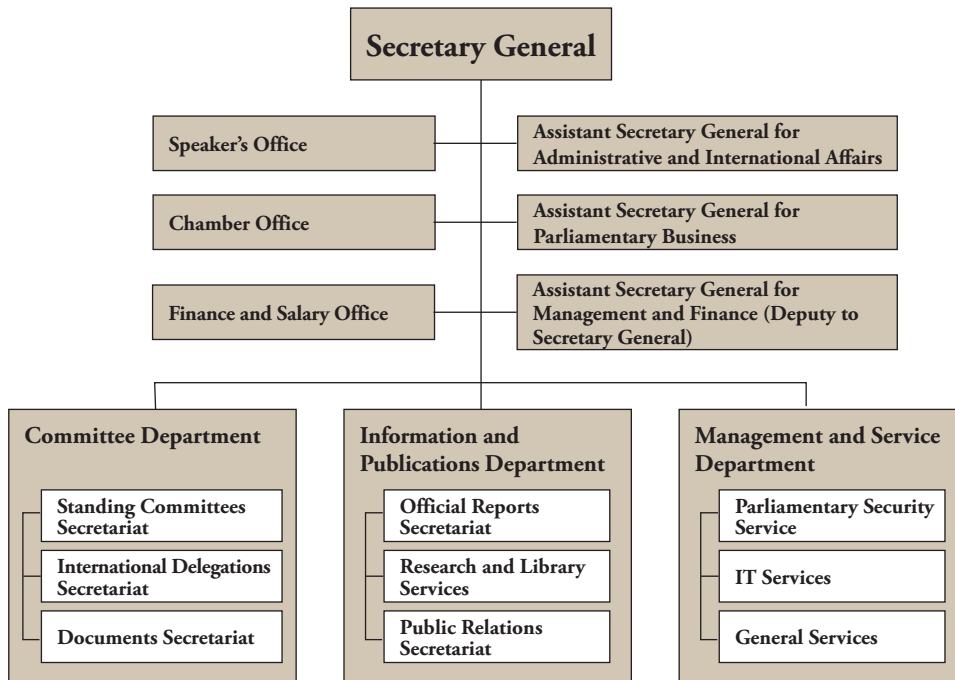 Secretary General
Speaker’s Office
Assistant Secretary General for
Administrative and International Affairs
Chamber Office
Assistant Secretary General for
Parliamentary Business
Finance and Salary Office
Assistant Secretary General for
Management and Finance (Deputy to
Secretary General)
Committee Department
Standing Committees
Secretariat
International Delegations
Secretariat
Documents Secretariat
Information and
Publications Department
Official Reports
Secretariat
Research and Library
Services
Public Relations
Secretariat
Management and Service
Department
Parliamentary Security
Service
IT Services
General Services